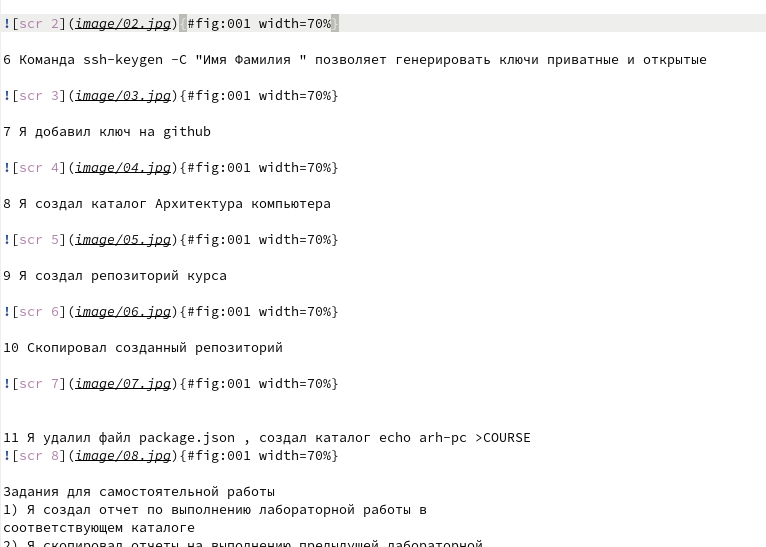 ![scr 2](image/02.jpg){#fig:001 width=70%}
6 Команда ssh-keygen -C "Имя Фамилия " позволяет генерировать ключи приватные и открытые
![scr 3](image/03.jpg){#fig:001 width=70%}
7 Я добавил ключ на github
![scr 4](image/04.jpg){#fig:001 width=70%}
8 Я создал каталог Архитектура компьютера
![scr 5](image/05.jpg){#fig:001 width=70%}
9 Я создал репозиторий курса
![scr 6](image/06.jpg){#fig:001 width=70%}
10 Скопировал созданный репозиторий
![scr 7](image/07.jpg){#fig:001 width=70%}
11 Я удалил файл package.json , создал каталог echo arh-pc >COURSE
![scr 8](image/08.jpg){#fig:001 width=70%}
Задания для самостоятельной работы
1) Я создал отчет по выполнению лабораторной работы в
соответствующем каталоге
2) Я скопировал отчеты на выполнению предыдущей лабораторной